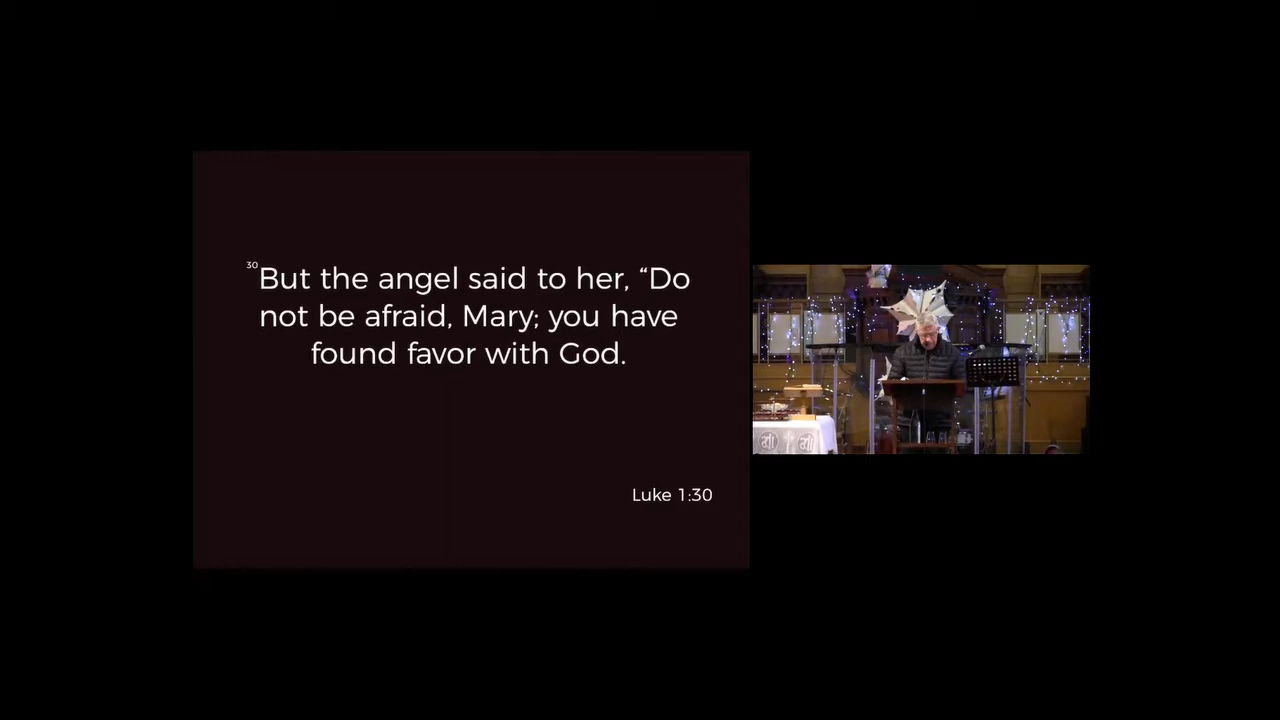 30But the angel said to her, “Do
not be afraid, Mary; you have
found favor with God.
Luke 1:30